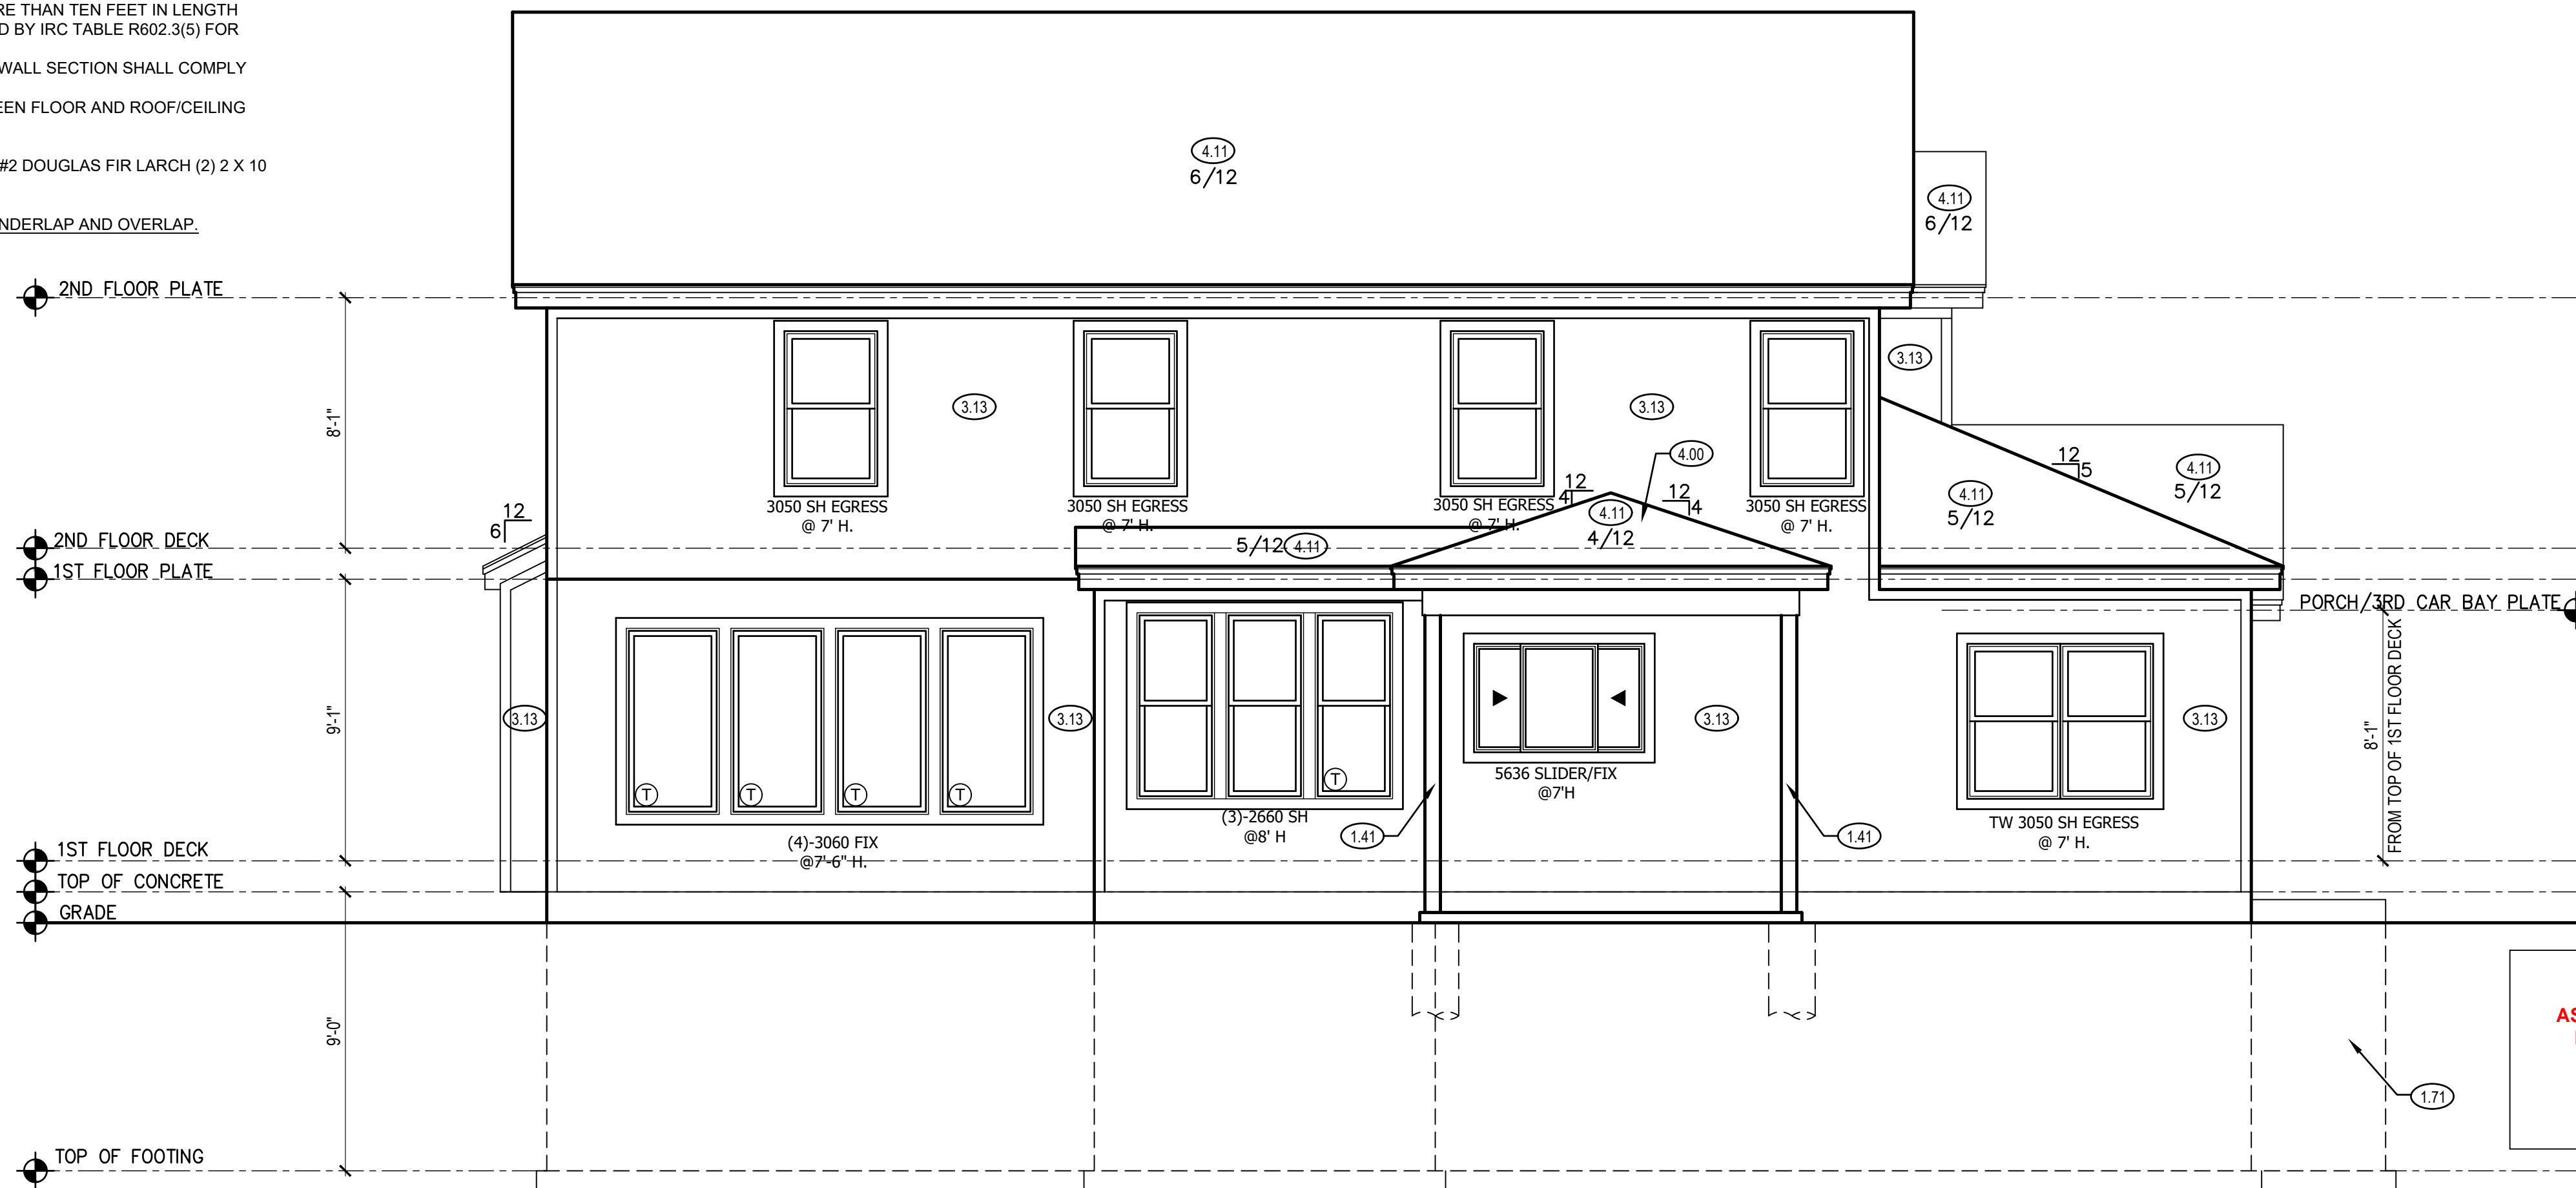 RE THAN TEN FEET IN LENGTH
D BY IRC TABLE R602.3(5) FOR
WALL SECTION SHALL COMPLY
EEN FLOOR AND ROOF/CEILING
#2 DOUGLAS FIR LARCH (2) 2 X 10
NDERLAP AND OVERLAP.
4.11
6/12
4.11
6/12
2ND FLOOR PLATE
3.13
8'-1"
3.13
3.13
4.00
12
5
4.11
5/12
4.11
5/12
3050 SH EGRESS
@ 7' H.
3050 SH EGRESS
@ 7' H.
3050 SH EGRESS
@ 7' H.
3050 SH EGRESS
@ 7' H.
12
4
12
4
4.11
4/12
12
6
2ND FLOOR DECK
5/12 4.11
1ST FLOOR PLATE
PORCH/3RD CAR BAY PLATE
9'-1"
3.13
3.13
3.13
3.13
8'-1"
FROM TOP OF 1ST FLOOR DECK
T
T
T
T
T
5636 SLIDER/FIX
@7'H
(3)-2660 SH
@8' H
1.41
1.41
TW 3050 SH EGRESS
@ 7' H.
(4)-3060 FIX
@7'-6" H.
1ST FLOOR DECK
TOP OF CONCRETE
GRADE
9'-0"
AS
1.71
TOP OF FOOTING